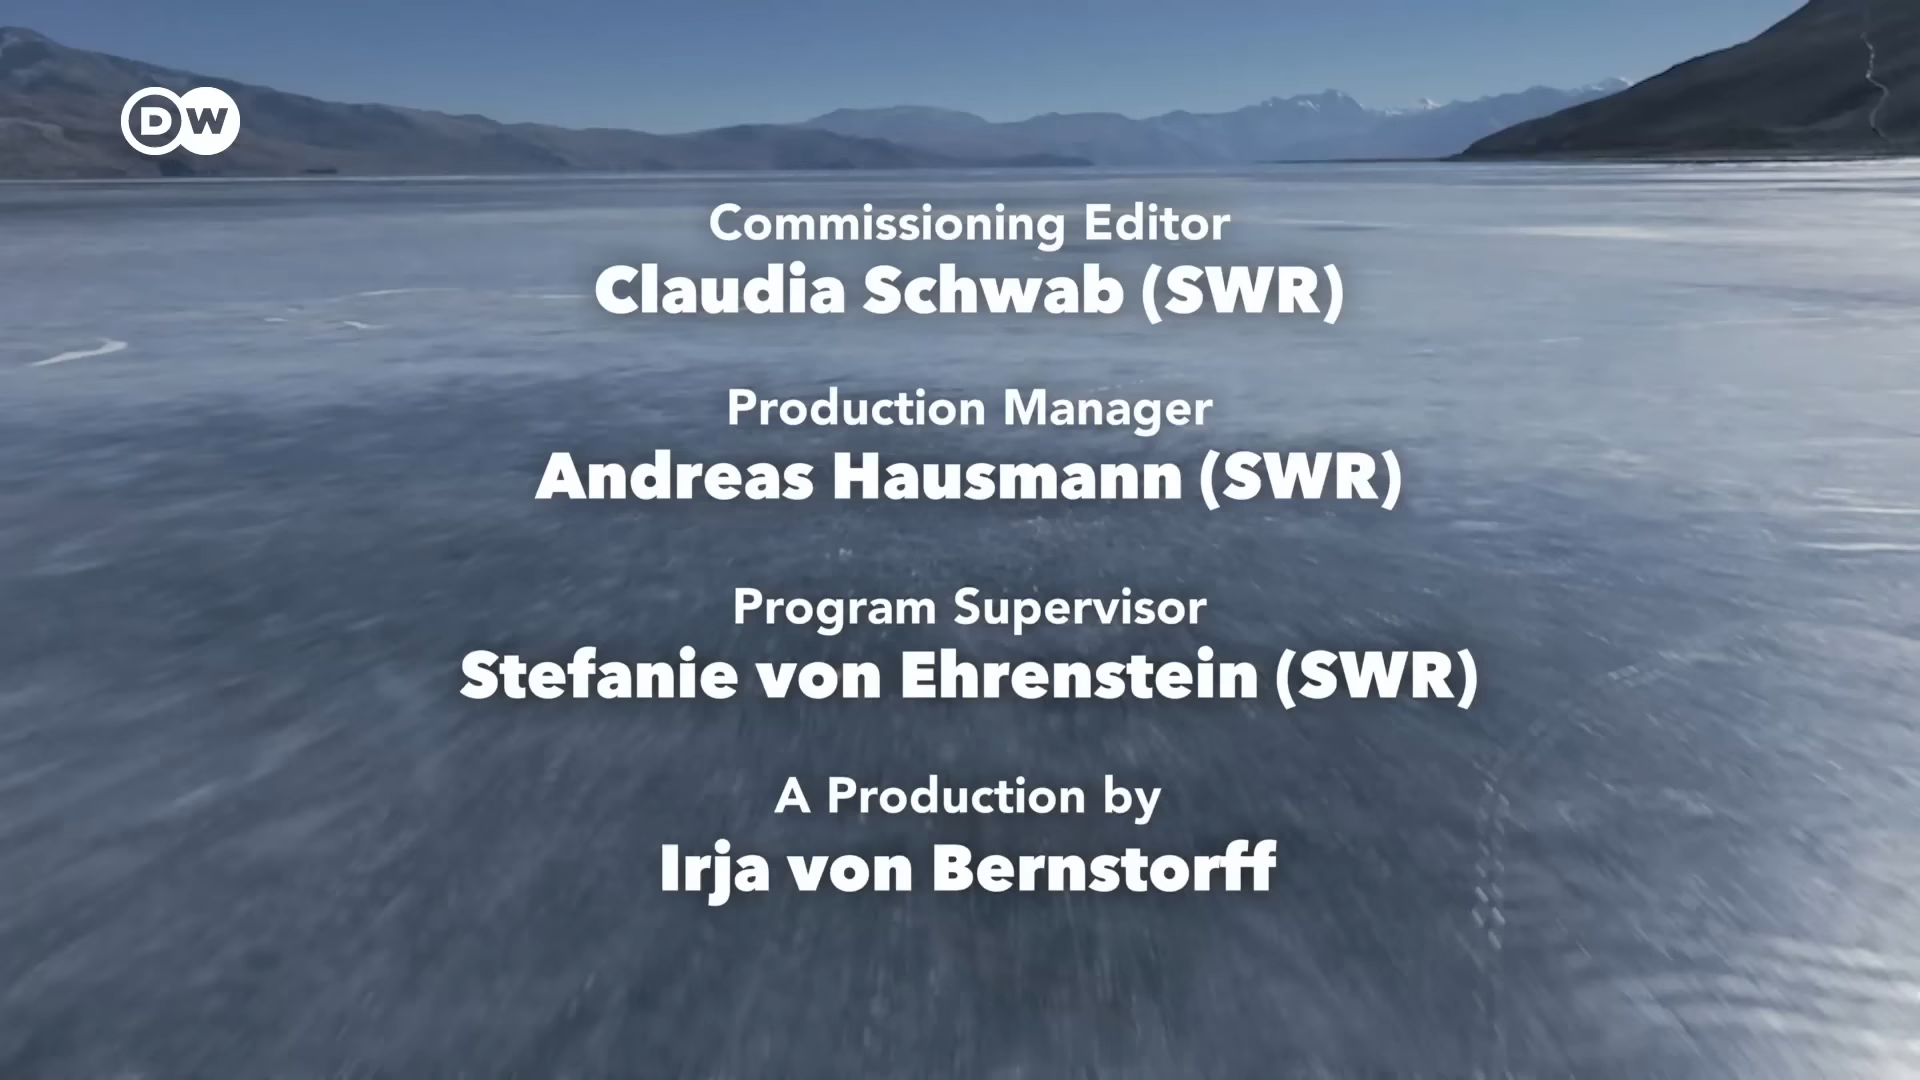 DW
Commissioning Editor
Claudia Schwab (SWR)
Production Manager
Andreas Hausmann (SWR)
Program Supervisor
Stefanie von Ehrenstein (SWR)
A Production by
Irja von Bernstorff